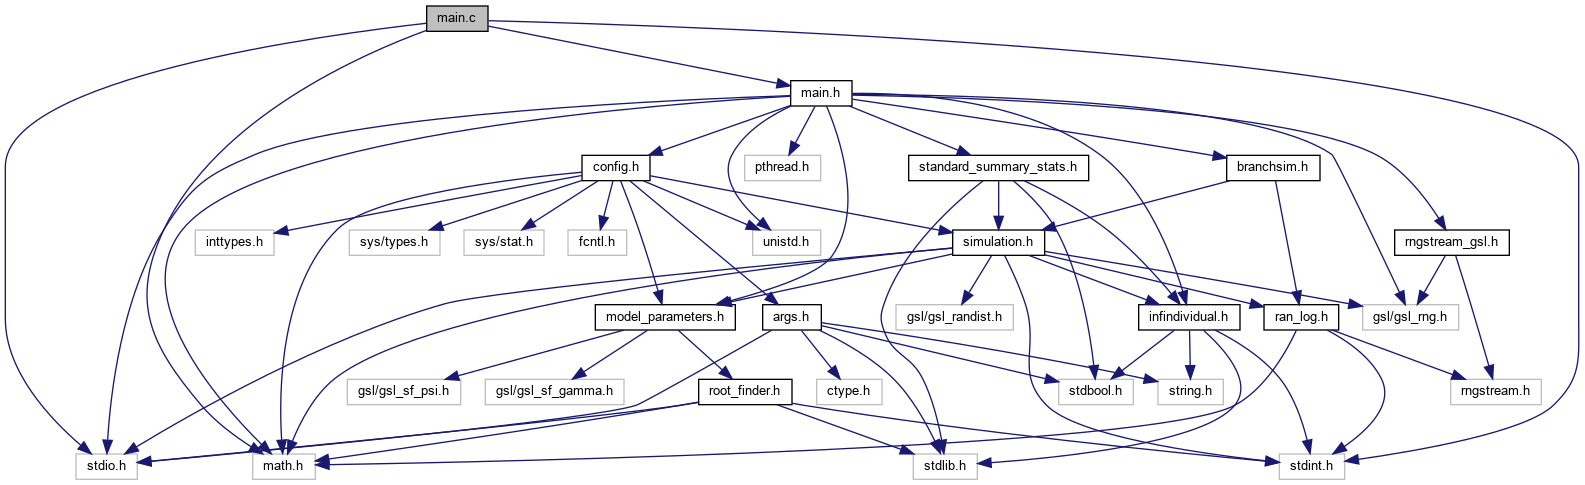 main.c
main.h
config.h
pthread.h
standard_summary_stats.h
branchsim.h
inttypes.h
sys/types.h
sys/stat.h
fcntl.h
unistd.h
simulation.h
rngstream_gsl.h
model_parameters.h
args.h
gsl/gsl_randist.h
infindividual.h
ran_log.h
gsl/gsl_rng.h
gsl/gsl_sf_psi.h
gsl/gsl_sf_gamma.h
root_finder.h
ctype.h
stdbool.h
string.h
rngstream.h
stdio.h
math.h
stdlib.h
stdint.h